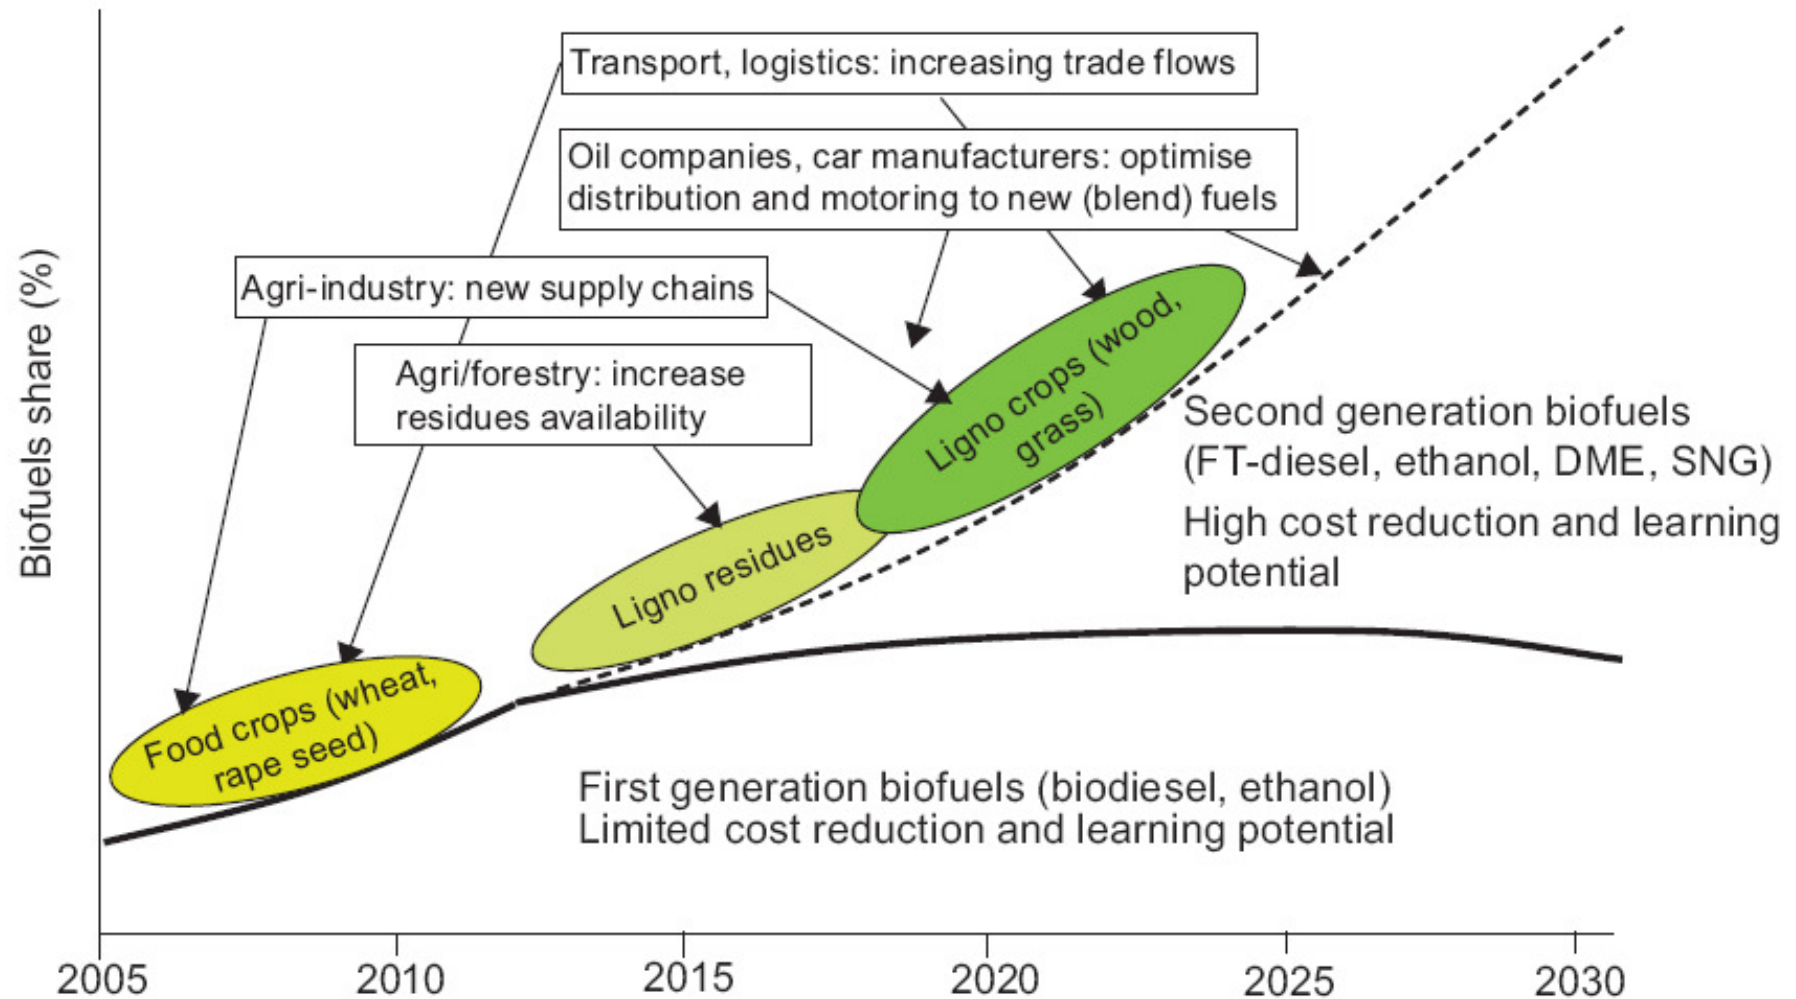 Transport, logistics: increasing trade flows
Oil companies, car manufacturers: optimise
distribution and motoring to new (blend) fuels
Agri-industry: new supply chains
Agri/forestry: increase
residues availability
Biofuels share (%)
Ligno crops (wood,
grass)
Ligno residues
Food crops (wheat,
rape seed)
Second generation biofuels
(FT-diesel, ethanol, DME, SNG)
High cost reduction and learning
potential
First generation biofuels (biodiesel, ethanol)
Limited cost reduction and learning potential
2005 2010 2015 2020 2025 2030